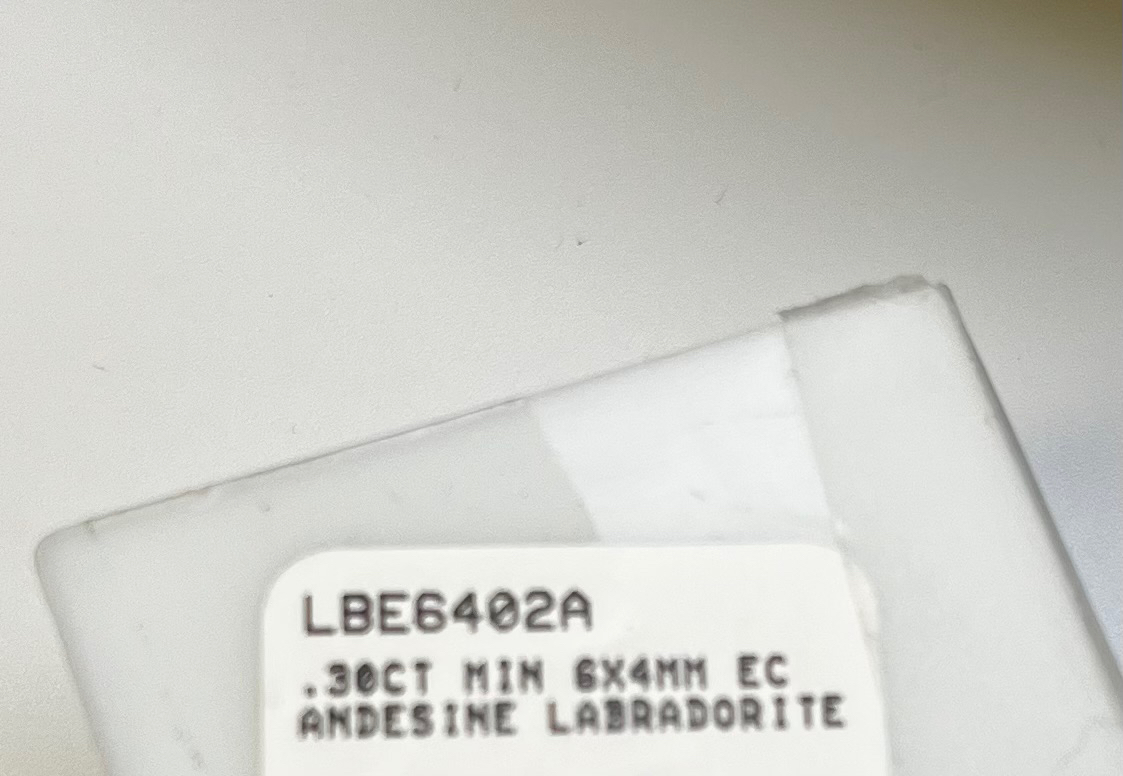 LBE6402A
.30CT MIN 6X4MM EC
ANDESINE LABRADORITE